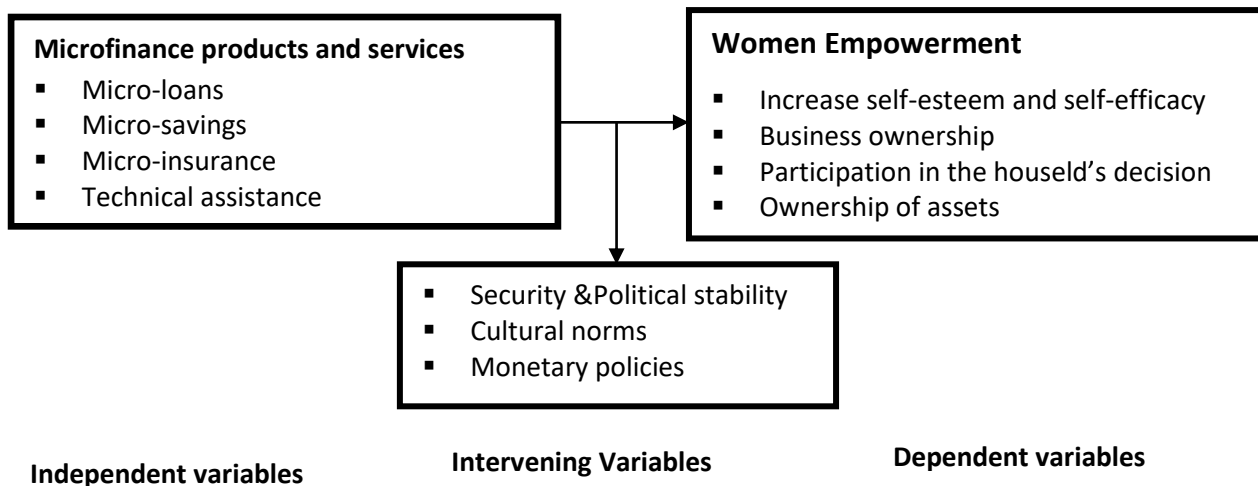 Microfinance products and services
▪ Micro-loans
▪ Micro-savings
▪ Micro-insurance
▪ Technical assistance
Women Empowerment
▪ Increase self-esteem and self-efficacy
▪ Business ownership
▪ Participation in the househeld’s decision
▪ Ownership of assets
▪ Security &Political stability
▪ Cultural norms
▪ Monetary policies
Independent variables
Intervening Variables
Dependent variables